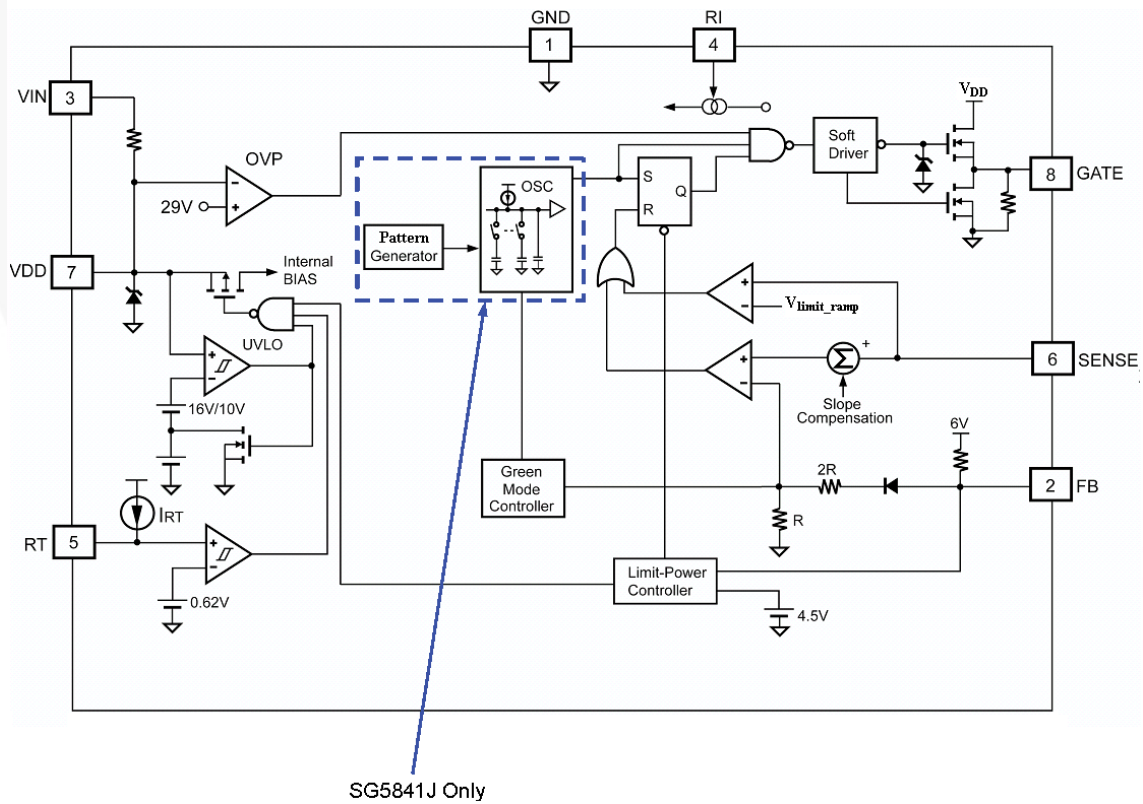 GND
1
RI
4
VIN
3
VDD
OVP
29V
OSC
Pattern
Generator
Soft
Driver
S
Q
R
8
GATE
VDD
7
Internal
BIAS
UVLO
16V/10V
Vlimit_ramp
+
Σ
Slope
Compensation
6
SENSE
6V
2R
R
2
FB
Green
Mode
Controller
IRT
RT
5
0.62V
Limit-Power
Controller
4.5V
SG5841J Only